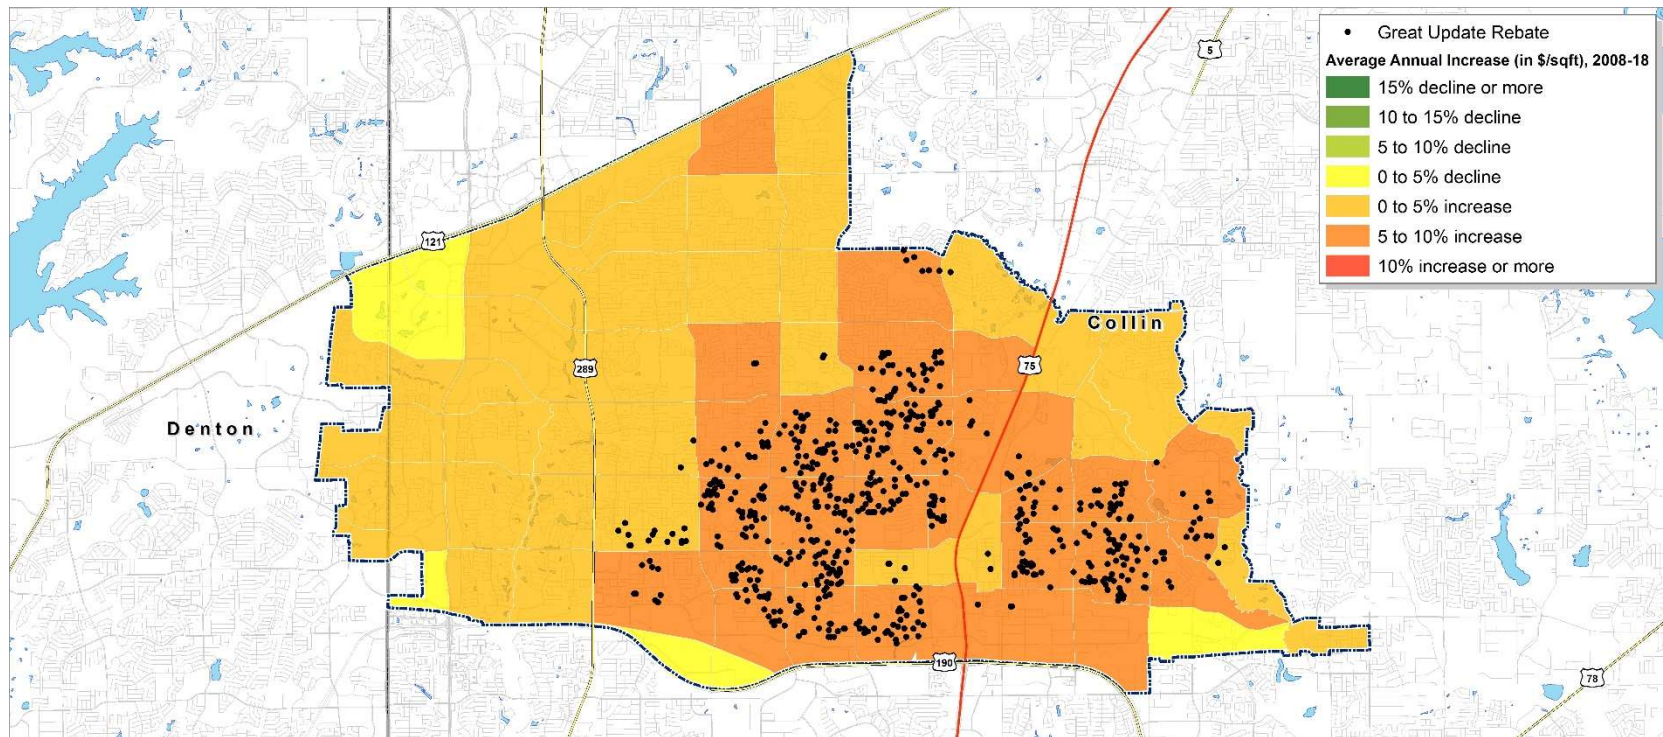 Great Update Rebate
Average Annual Increase (in $/sqft), 2008-18
15% decline or more
10 to 15% decline
5 to 10% decline
0 to 5% decline
0 to 5% increase
5 to 10% increase
10% increase or more
5
121
Collin
75
289
Denton
190
78